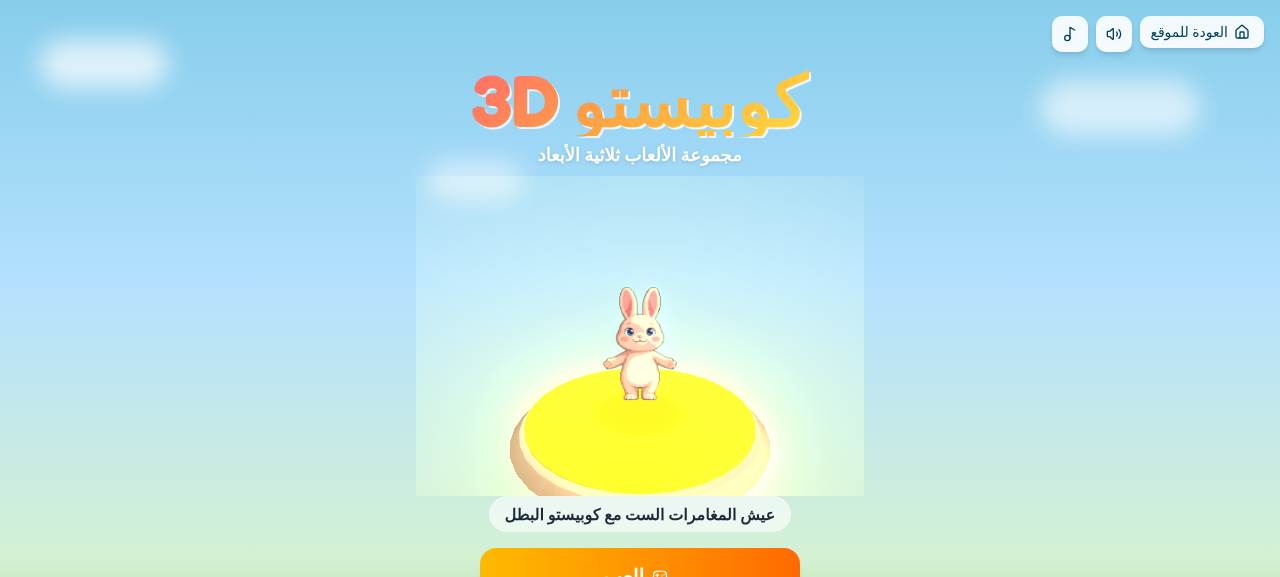 العودة للموقع
كوبيستو 3D
مجموعة الألعاب ثلاثية الأبعاد
عيش المغامرات الست مع كوبيستو البطل